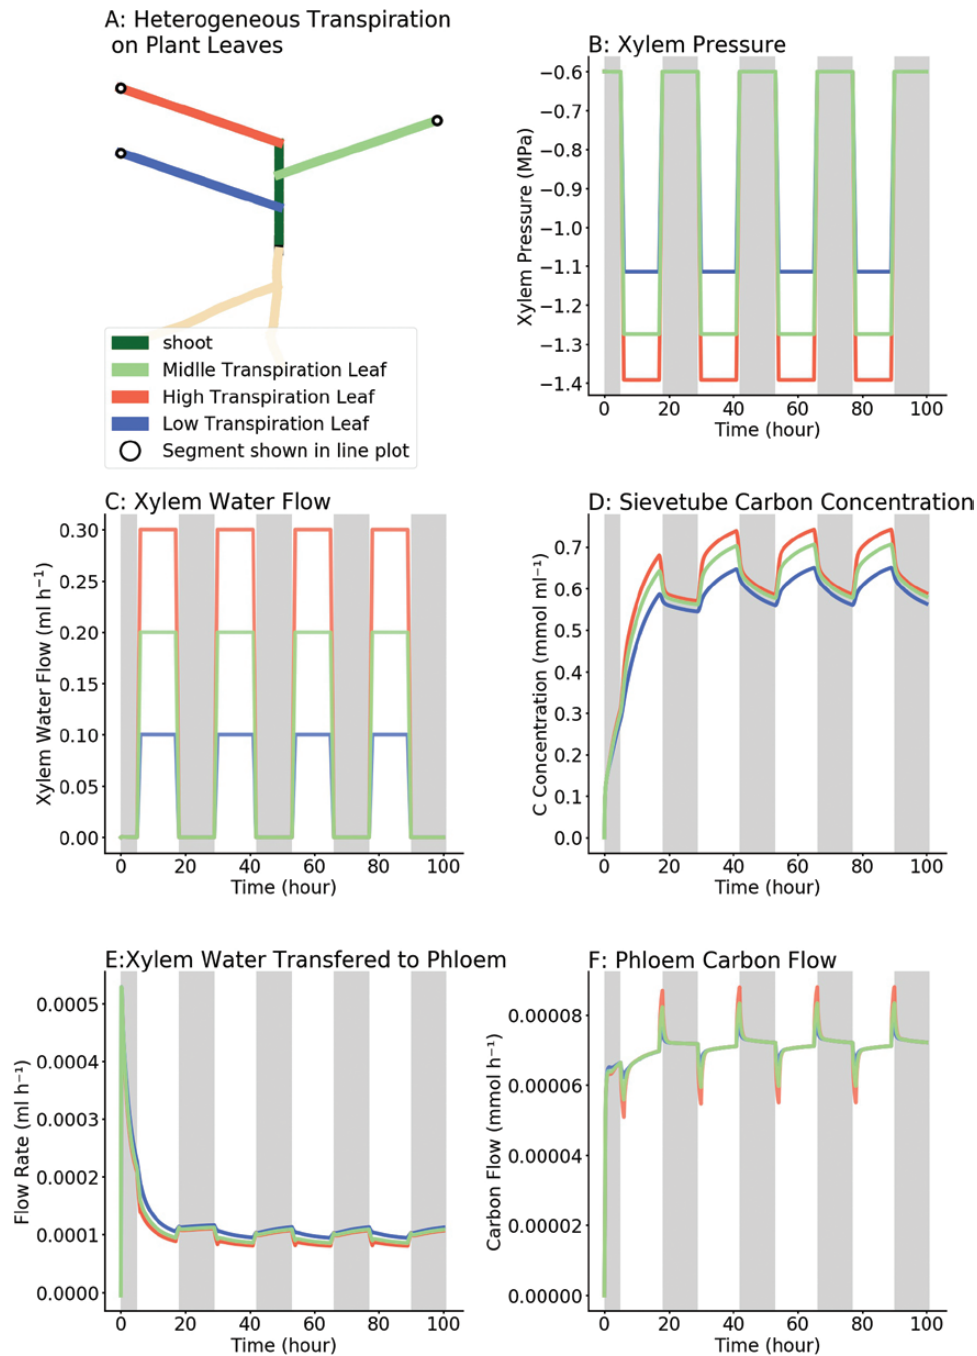 A: Heterogeneous Transpiration
on Plant Leaves
shoot
Midlle Transpiration Leaf
High Transpiration Leaf
Low Transpiration Leaf
Segment shown in line plot
B: Xylem Pressure
Xylem Pressure (MPa)
−0.6
−0.7
−0.8
−0.9
−1.0
−1.1
−1.2
−1.3
−1.4
0 20 40 60 80 100
Time (hour)
C: Xylem Water Flow
Xylem Water Flow (ml h⁻¹)
0.30
0.25
0.20
0.15
0.10
0.05
0.00
0 20 40 60 80 100
Time (hour)
D: Sievetube Carbon Concentration
C Concentration (mmol ml⁻¹)
0.7
0.6
0.5
0.4
0.3
0.2
0.1
0.0
0 20 40 60 80 100
Time (hour)
E:Xylem Water Transfered to Phloem
Flow Rate (ml h⁻¹)
0.0005
0.0004
0.0003
0.0002
0.0001
0.0000
0 20 40 60 80 100
Time (hour)
F: Phloem Carbon Flow
Carbon Flow (mmol h⁻¹)
0.00008
0.00006
0.00004
0.00002
0.00000
0 20 40 60 80 100
Time (hour)